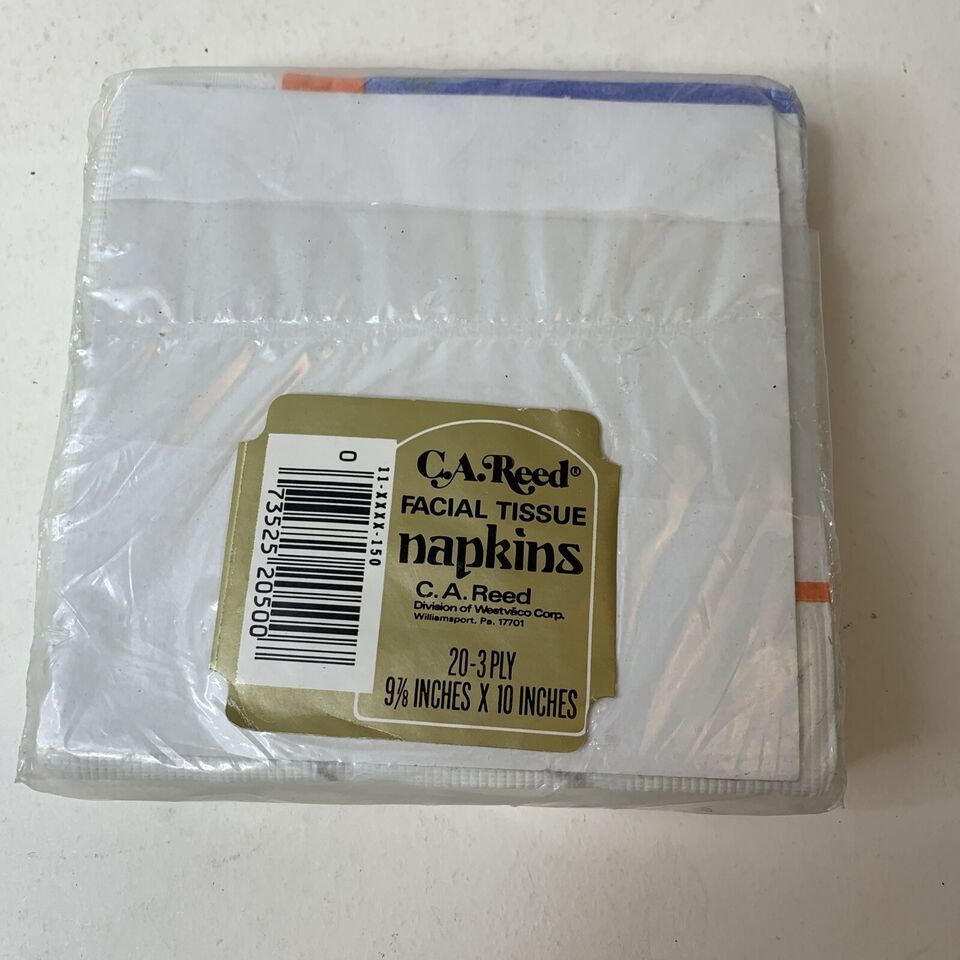 C.A.Reed®
FACIAL TISSUE
napkins
C. A. Reed
Division of Westvāco Corp.
Williamsport, Pa. 17701
20-3 PLY
9⅞ INCHES X 10 INCHES
11-XXXX-150
0
73525 20500